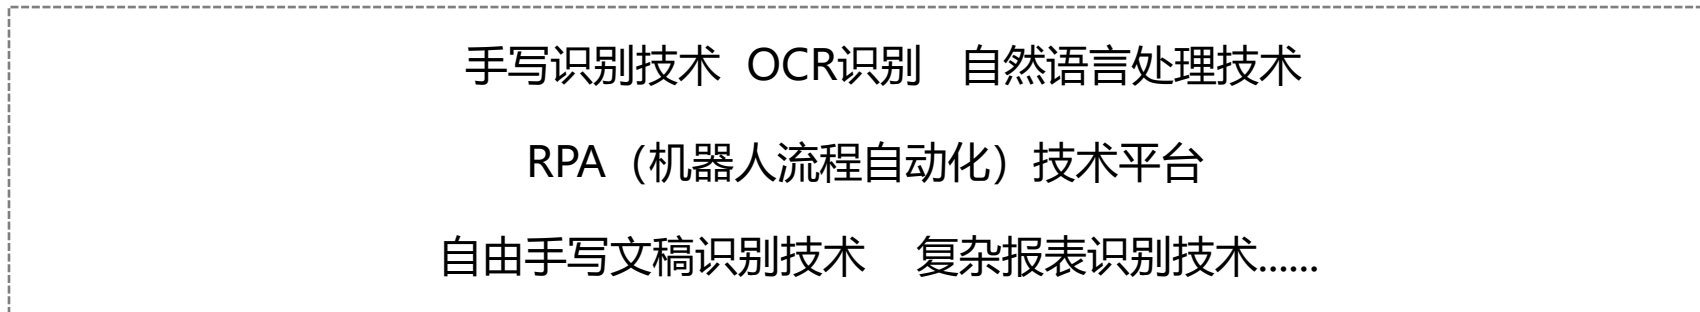 手写识别技术 OCR识别 自然语言处理技术
RPA（机器人流程自动化）技术平台
自由手写文稿识别技术 复杂报表识别技术......